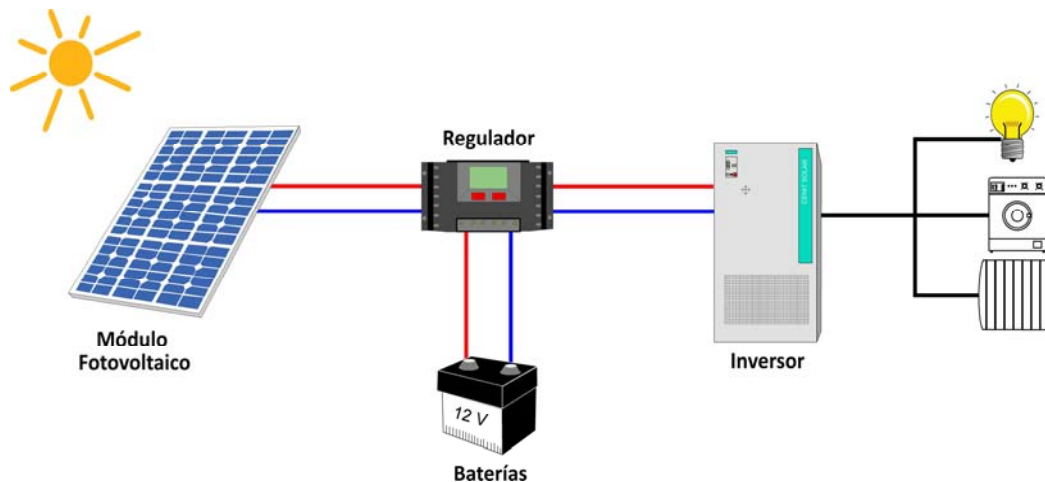 Regulador
Módulo
Fotovoltaico
12 V
Baterías
Inversor